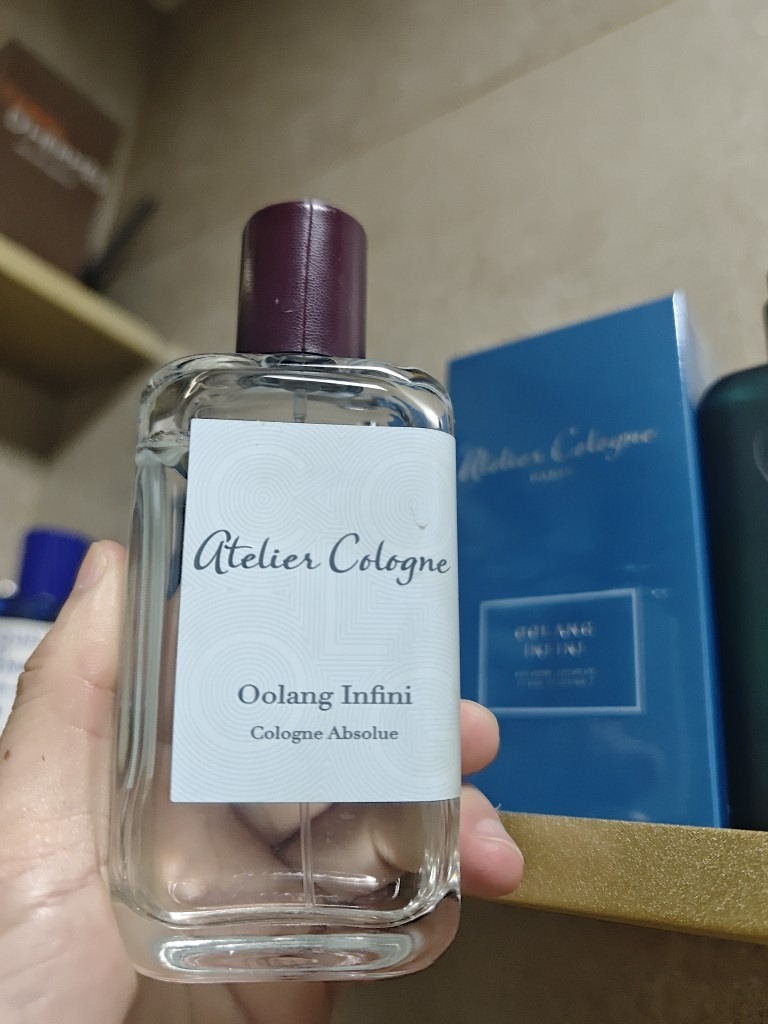 Atelier Cologne
Oolang Infini
Cologne Absolue
Atelier Cologne
PARIS
OOLANG
INFINI